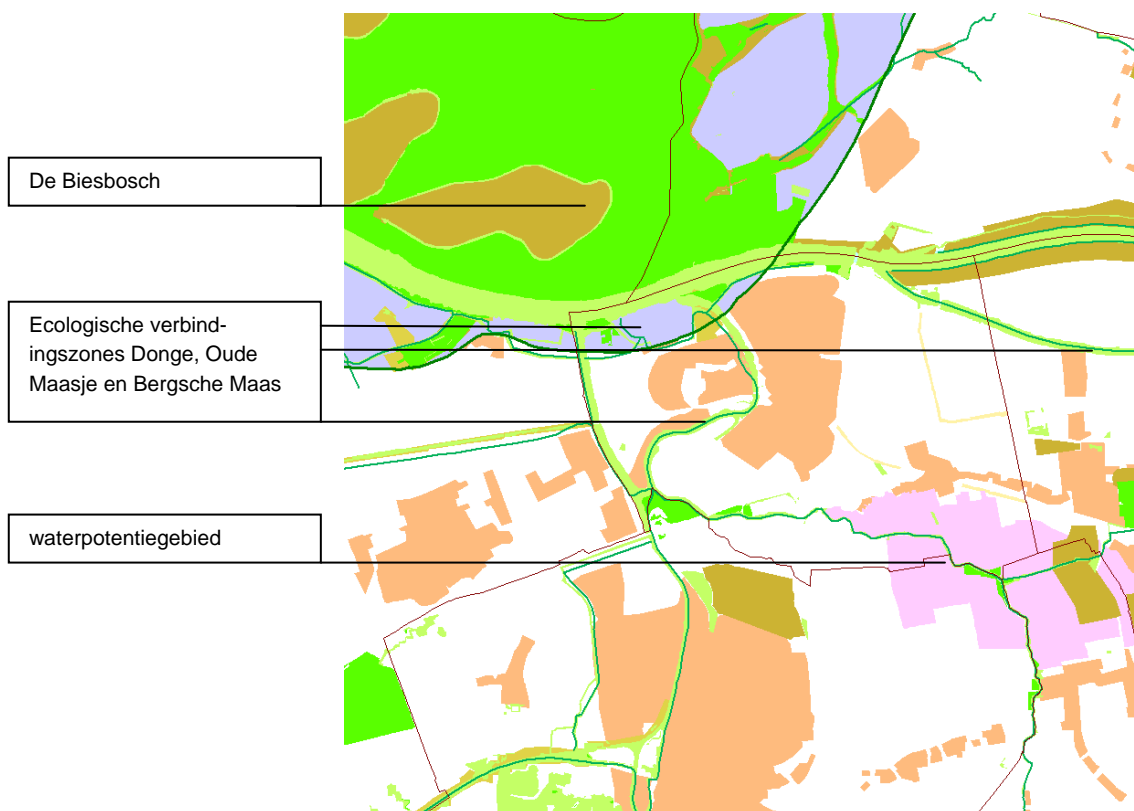 De Biesbosch
Ecologische verbind-
ingszones Donge, Oude
Maasje en Bergsche Maas
waterpotentiegebied